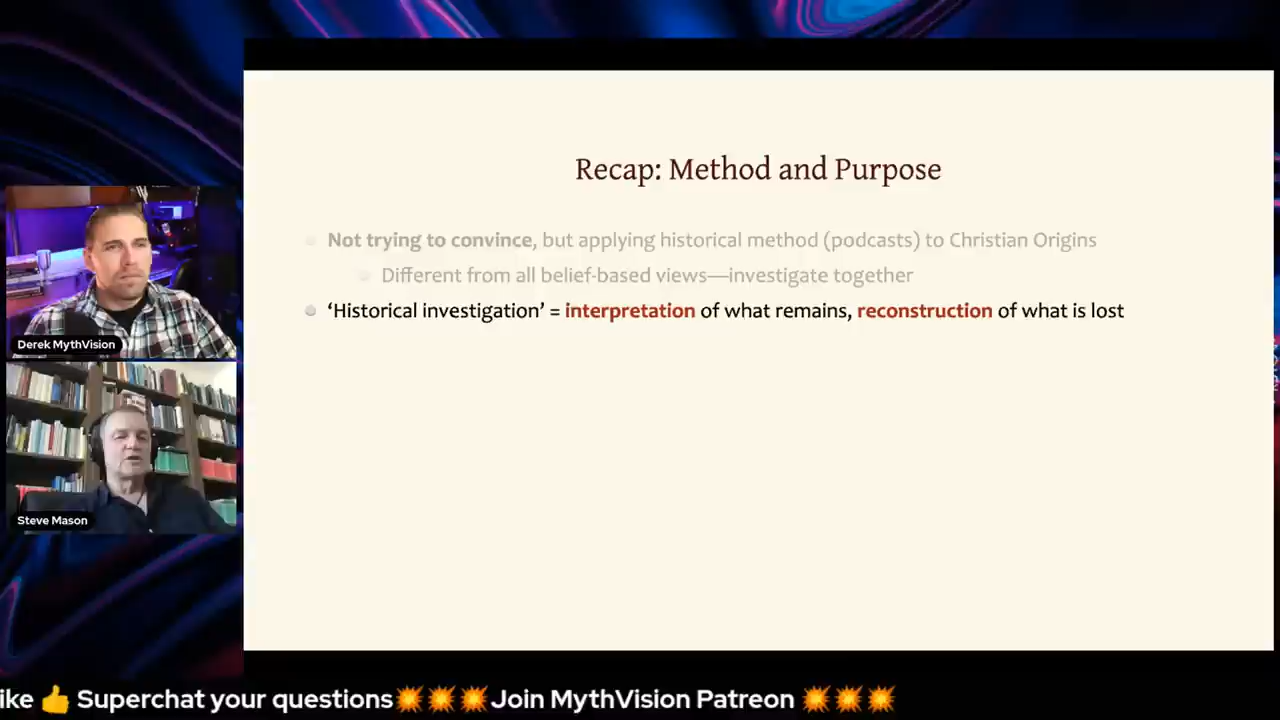 Recap: Method and Purpose
Not trying to convince, but applying historical method (podcasts) to Christian Origins
Different from all belief-based views—investigate together
‘Historical investigation’ = interpretation of what remains, reconstruction of what is lost
Derek MythVision
Steve Mason
ike 👍 Superchat your questions💥💥💥Join MythVision Patreon 💥💥💥